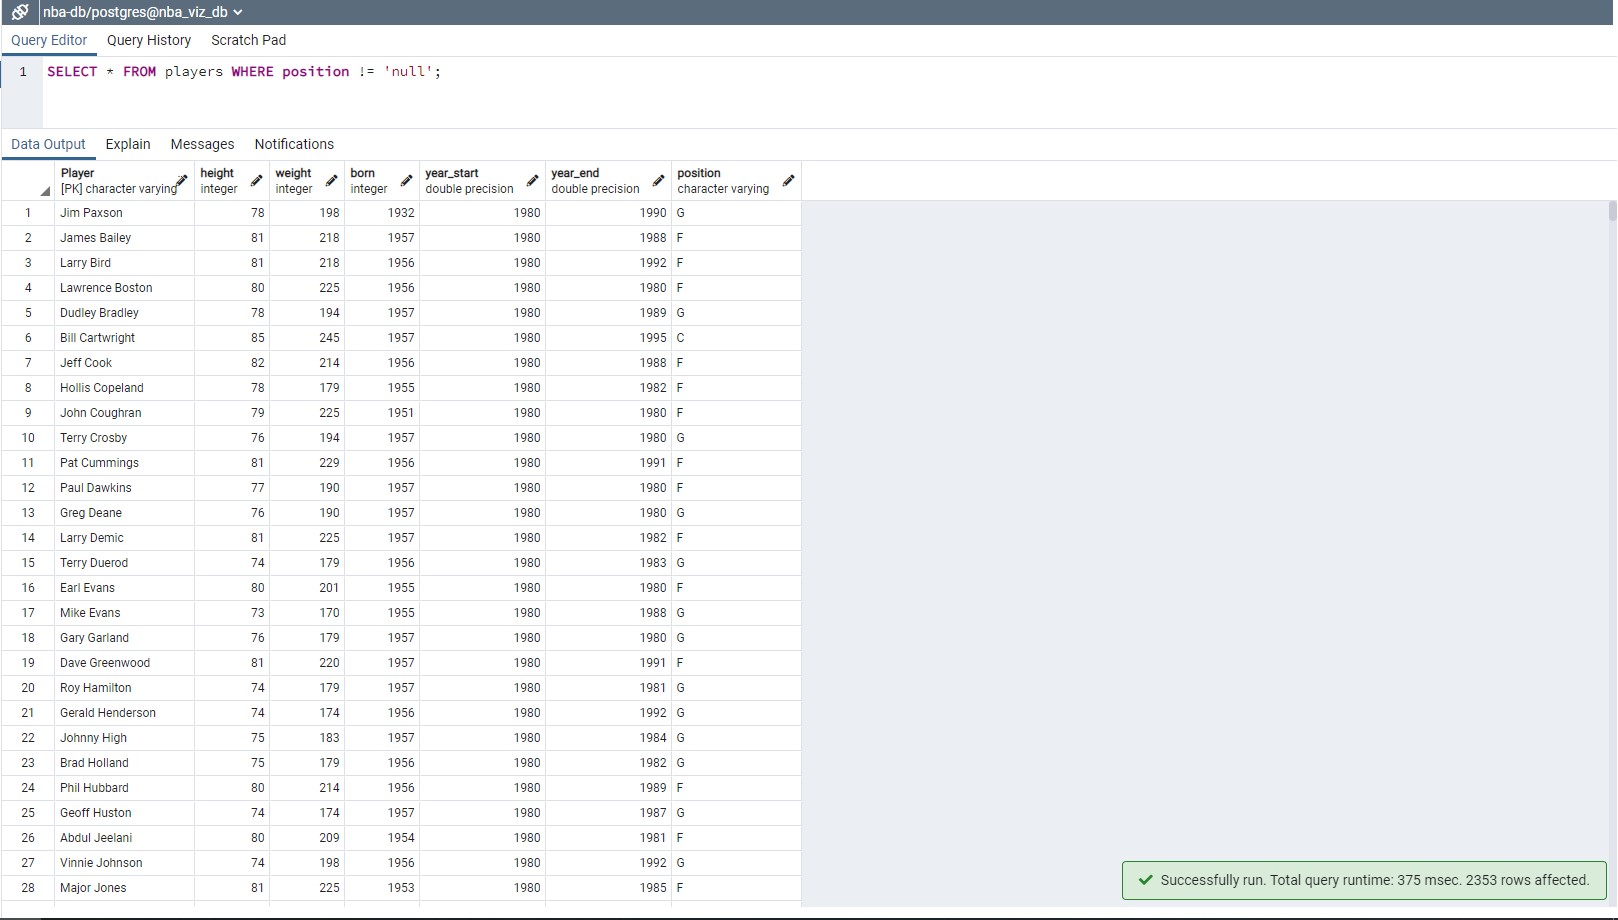 nba-db/postgres@nba_viz_db
Query Editor Query History Scratch Pad
1 SELECT * FROM players WHERE position != 'null';
Data Output Explain Messages Notifications
Player height weight born year_start year_end position
[PK] character varying integer integer integer double precision double precision character varying
1 Jim Paxson 78 198 1932 1980 1990 G
2 James Bailey 81 218 1957 1980 1988 F
3 Larry Bird 81 218 1956 1980 1992 F
4 Lawrence Boston 80 225 1956 1980 1980 F
5 Dudley Bradley 78 194 1957 1980 1989 G
6 Bill Cartwright 85 245 1957 1980 1995 C
7 Jeff Cook 82 214 1956 1980 1988 F
8 Hollis Copeland 78 179 1955 1980 1982 F
9 John Coughran 79 225 1951 1980 1980 F
10 Terry Crosby 76 194 1957 1980 1980 G
11 Pat Cummings 81 229 1956 1980 1991 F
12 Paul Dawkins 77 190 1957 1980 1980 F
13 Greg Deane 76 190 1957 1980 1980 G
14 Larry Demic 81 225 1957 1980 1982 F
15 Terry Duerod 74 179 1956 1980 1983 G
16 Earl Evans 80 201 1955 1980 1980 F
17 Mike Evans 73 170 1955 1980 1988 G
18 Gary Garland 76 179 1957 1980 1980 G
19 Dave Greenwood 81 220 1957 1980 1991 F
20 Roy Hamilton 74 179 1957 1980 1981 G
21 Gerald Henderson 74 174 1956 1980 1992 G
22 Johnny High 75 183 1957 1980 1984 G
23 Brad Holland 75 179 1956 1980 1982 G
24 Phil Hubbard 80 214 1956 1980 1989 F
25 Geoff Huston 74 174 1957 1980 1987 G
26 Abdul Jeelani 80 209 1954 1980 1981 F
27 Vinnie Johnson 74 198 1956 1980 1992 G
28 Major Jones 81 225 1953 1980 1985 F
Successfully run. Total query runtime: 375 msec. 2353 rows affected.